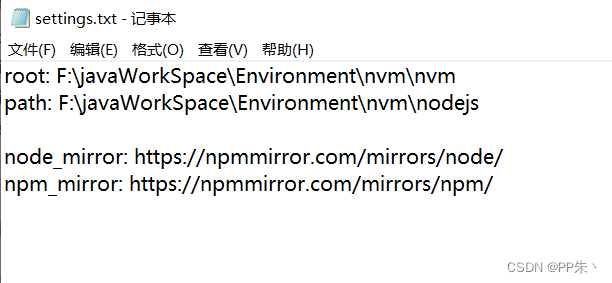 settings.txt - 记事本
文件(F) 编辑(E) 格式(O) 查看(V) 帮助(H)
root: F:\javaWorkSpace\Environment\nvm\nvm
path: F:\javaWorkSpace\Environment\nvm\nodejs
node_mirror: https://npmmirror.com/mirrors/node/
npm_mirror: https://npmmirror.com/mirrors/npm/
CSDN @PP朱丶